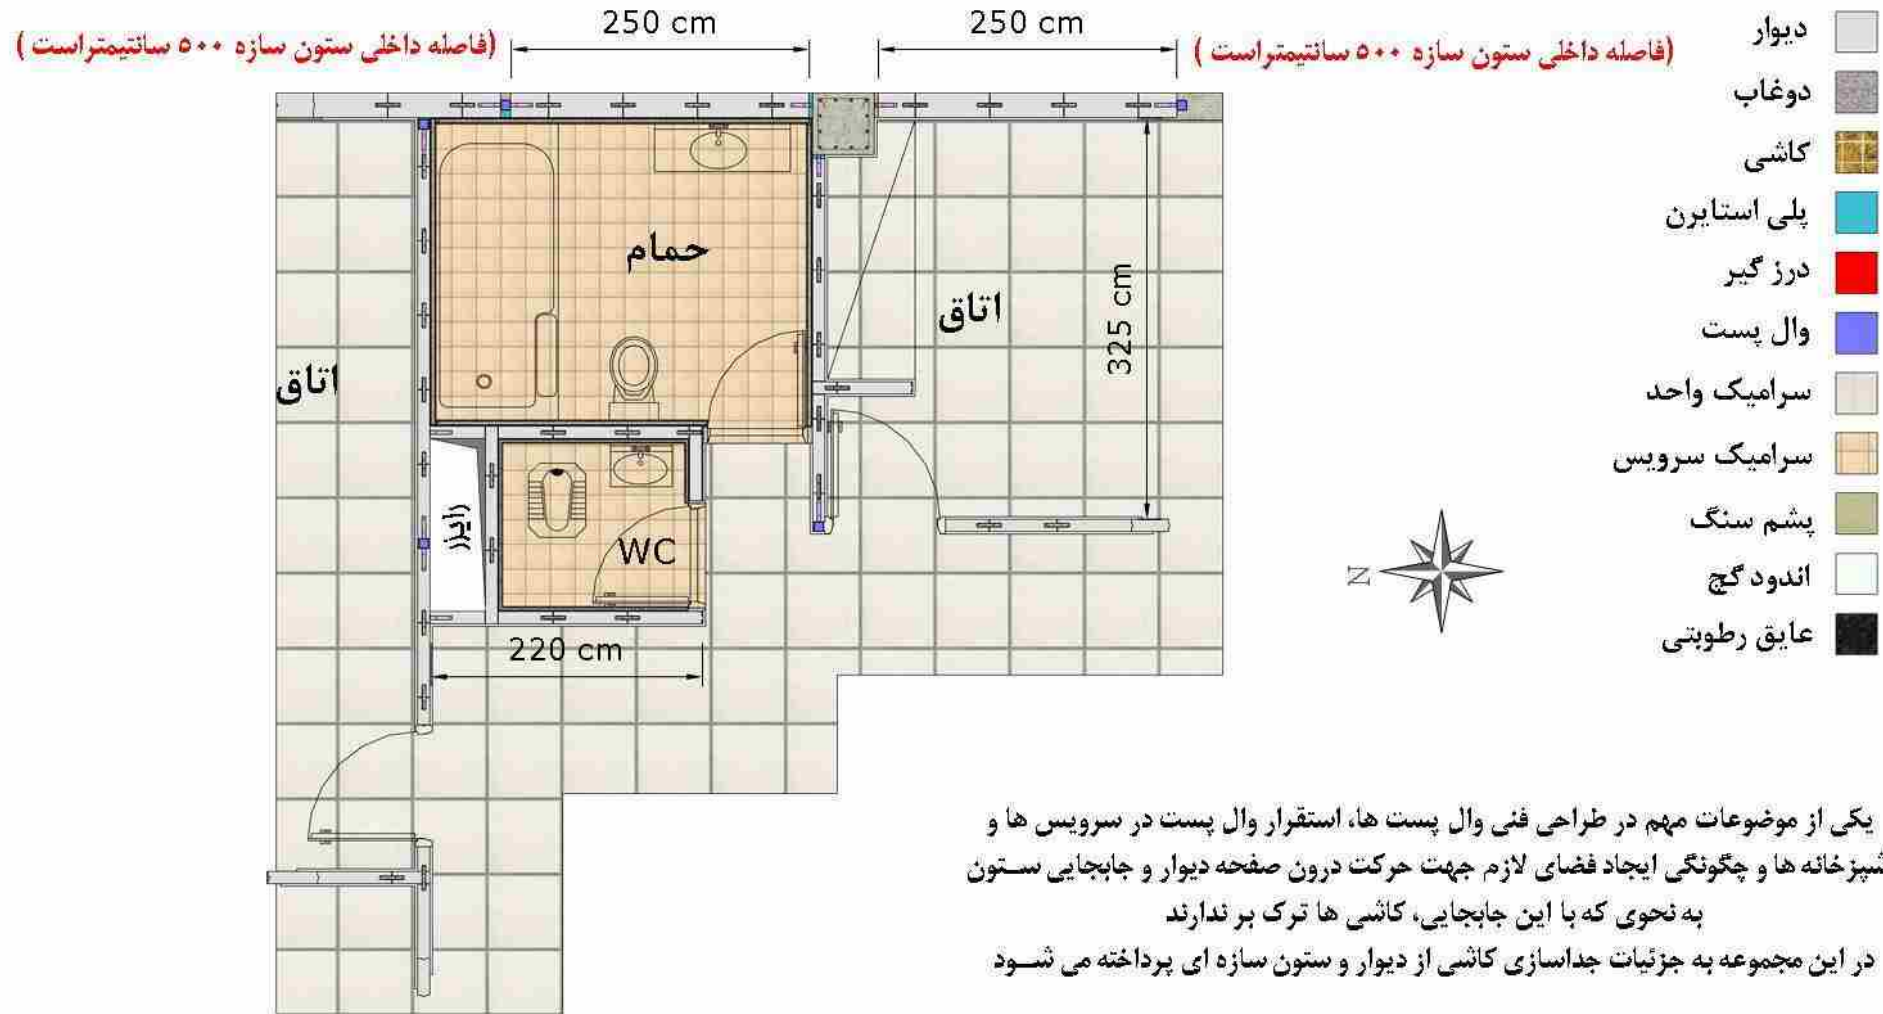 250 cm
250 cm
(فاصله داخلی ستون سازه ۵۰۰ سانتیمتراست )
(فاصله داخلی ستون سازه ۵۰۰ سانتیمتراست )
دیوار
دوغاب
کاشی
پلی استایرن
درز گیر
وال پست
سرامیک واحد
سرامیک سرویس
پشم سنگ
اندود گچ
عایق رطوبتی
حمام
اتاق
325 cm
اتاق
رایزر
WC
220 cm
N
یکی از موضوعات مهم در طراحی فنی وال پست ها، استقرار وال پست در سرویس ها و
شپزخانه ها و چگونگی ایجاد فضای لازم جهت حرکت درون صفحه دیوار و جابجایی ستون
به نحوی که با این جابجایی، کاشی ها ترک بر ندارند
در این مجموعه به جزئیات جداسازی کاشی از دیوار و ستون سازه ای پرداخته می شود